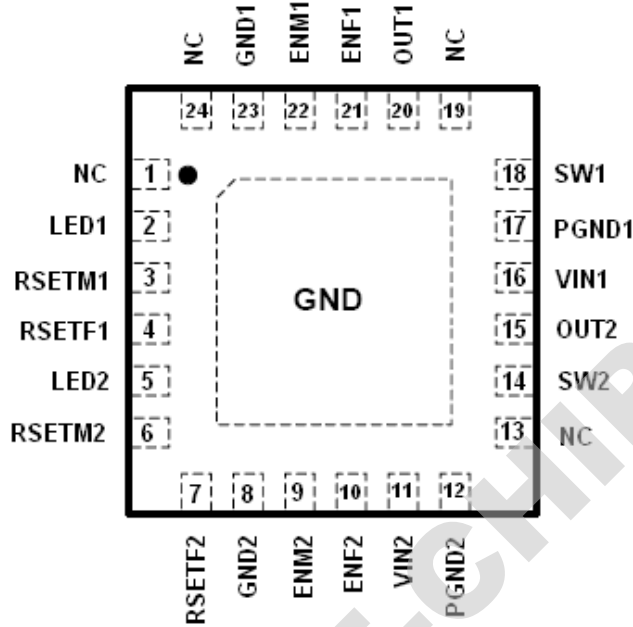 NC
GND1
ENM1
ENF1
OUT1
NC
24 23 22 21 20 19
NC 1
18 SW1
LED1 2
17 PGND1
RSETM1 3
16 VIN1
GND
RSETF1 4
15 OUT2
LED2 5
14 SW2
RSETM2 6
13 NC
7 8 9 10 11 12
RSETF2
GND2
ENM2
ENF2
VIN2
PGND2